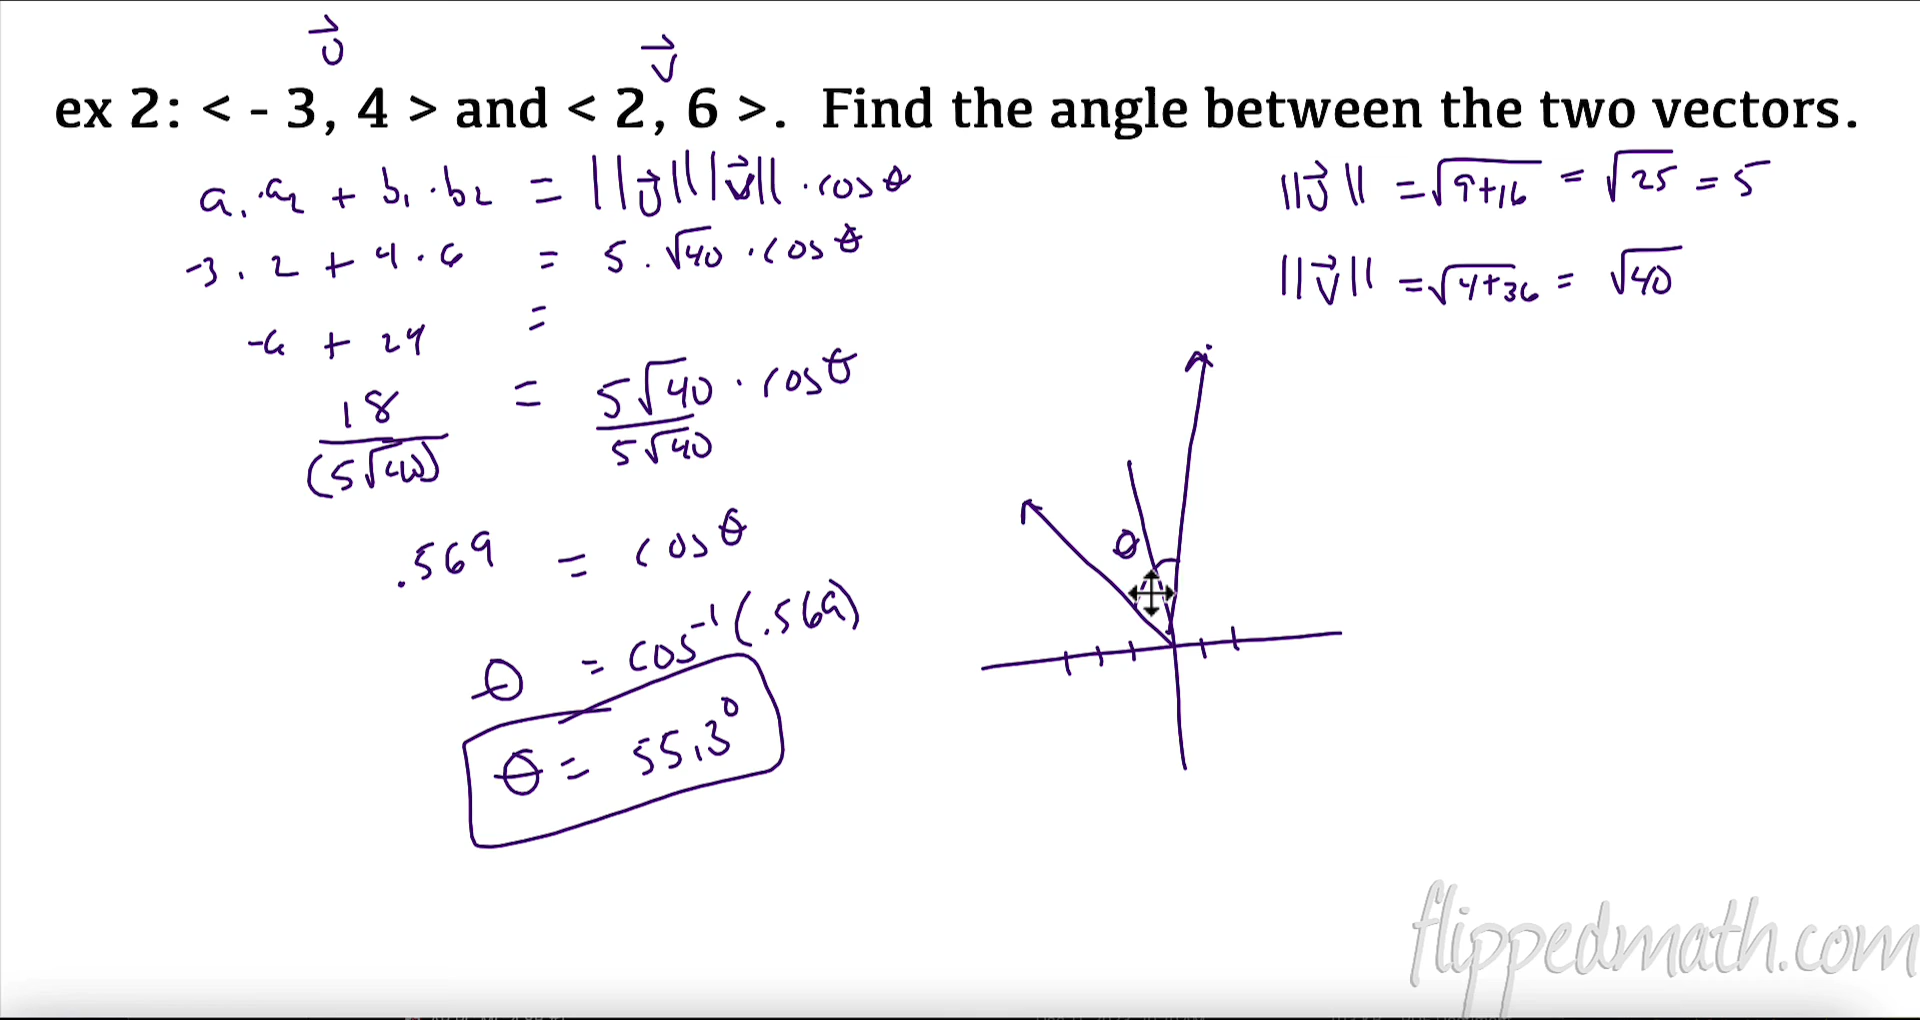 u⃗ v⃗
ex 2: < - 3, 4 > and < 2, 6 >. Find the angle between the two vectors.
a₁·a₂ + b₁·b₂ = ||u⃗|| ||v⃗|| · cos θ
-3 · 2 + 4 · 6 = 5 · √40 · cos θ
-6 + 24 =
18/(5√40) = 5√40 · cos θ/5√40
.569 = cos θ
θ = cos⁻¹(.569)
θ = 55.3°
||u⃗|| = √9+16 = √25 = 5
||v⃗|| = √4+36 = √40
θ
flippedmath.com